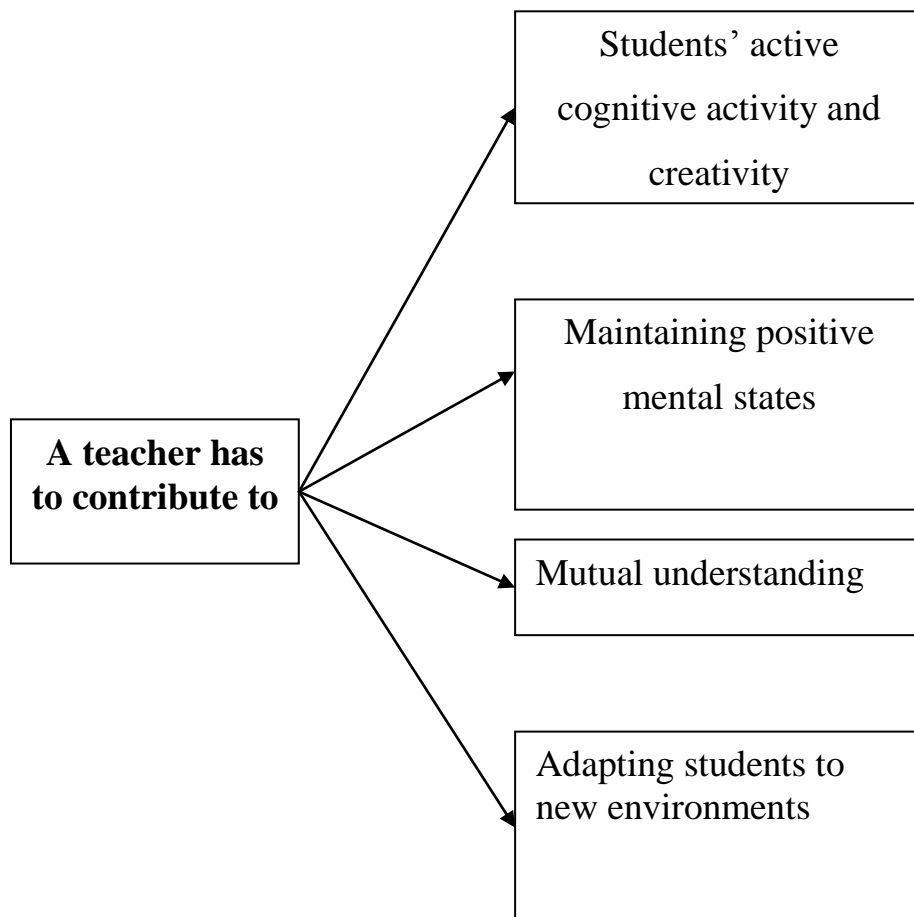 Students’ active
cognitive activity and
creativity
Maintaining positive
mental states
A teacher has
to contribute to
Mutual understanding
Adapting students to
new environments